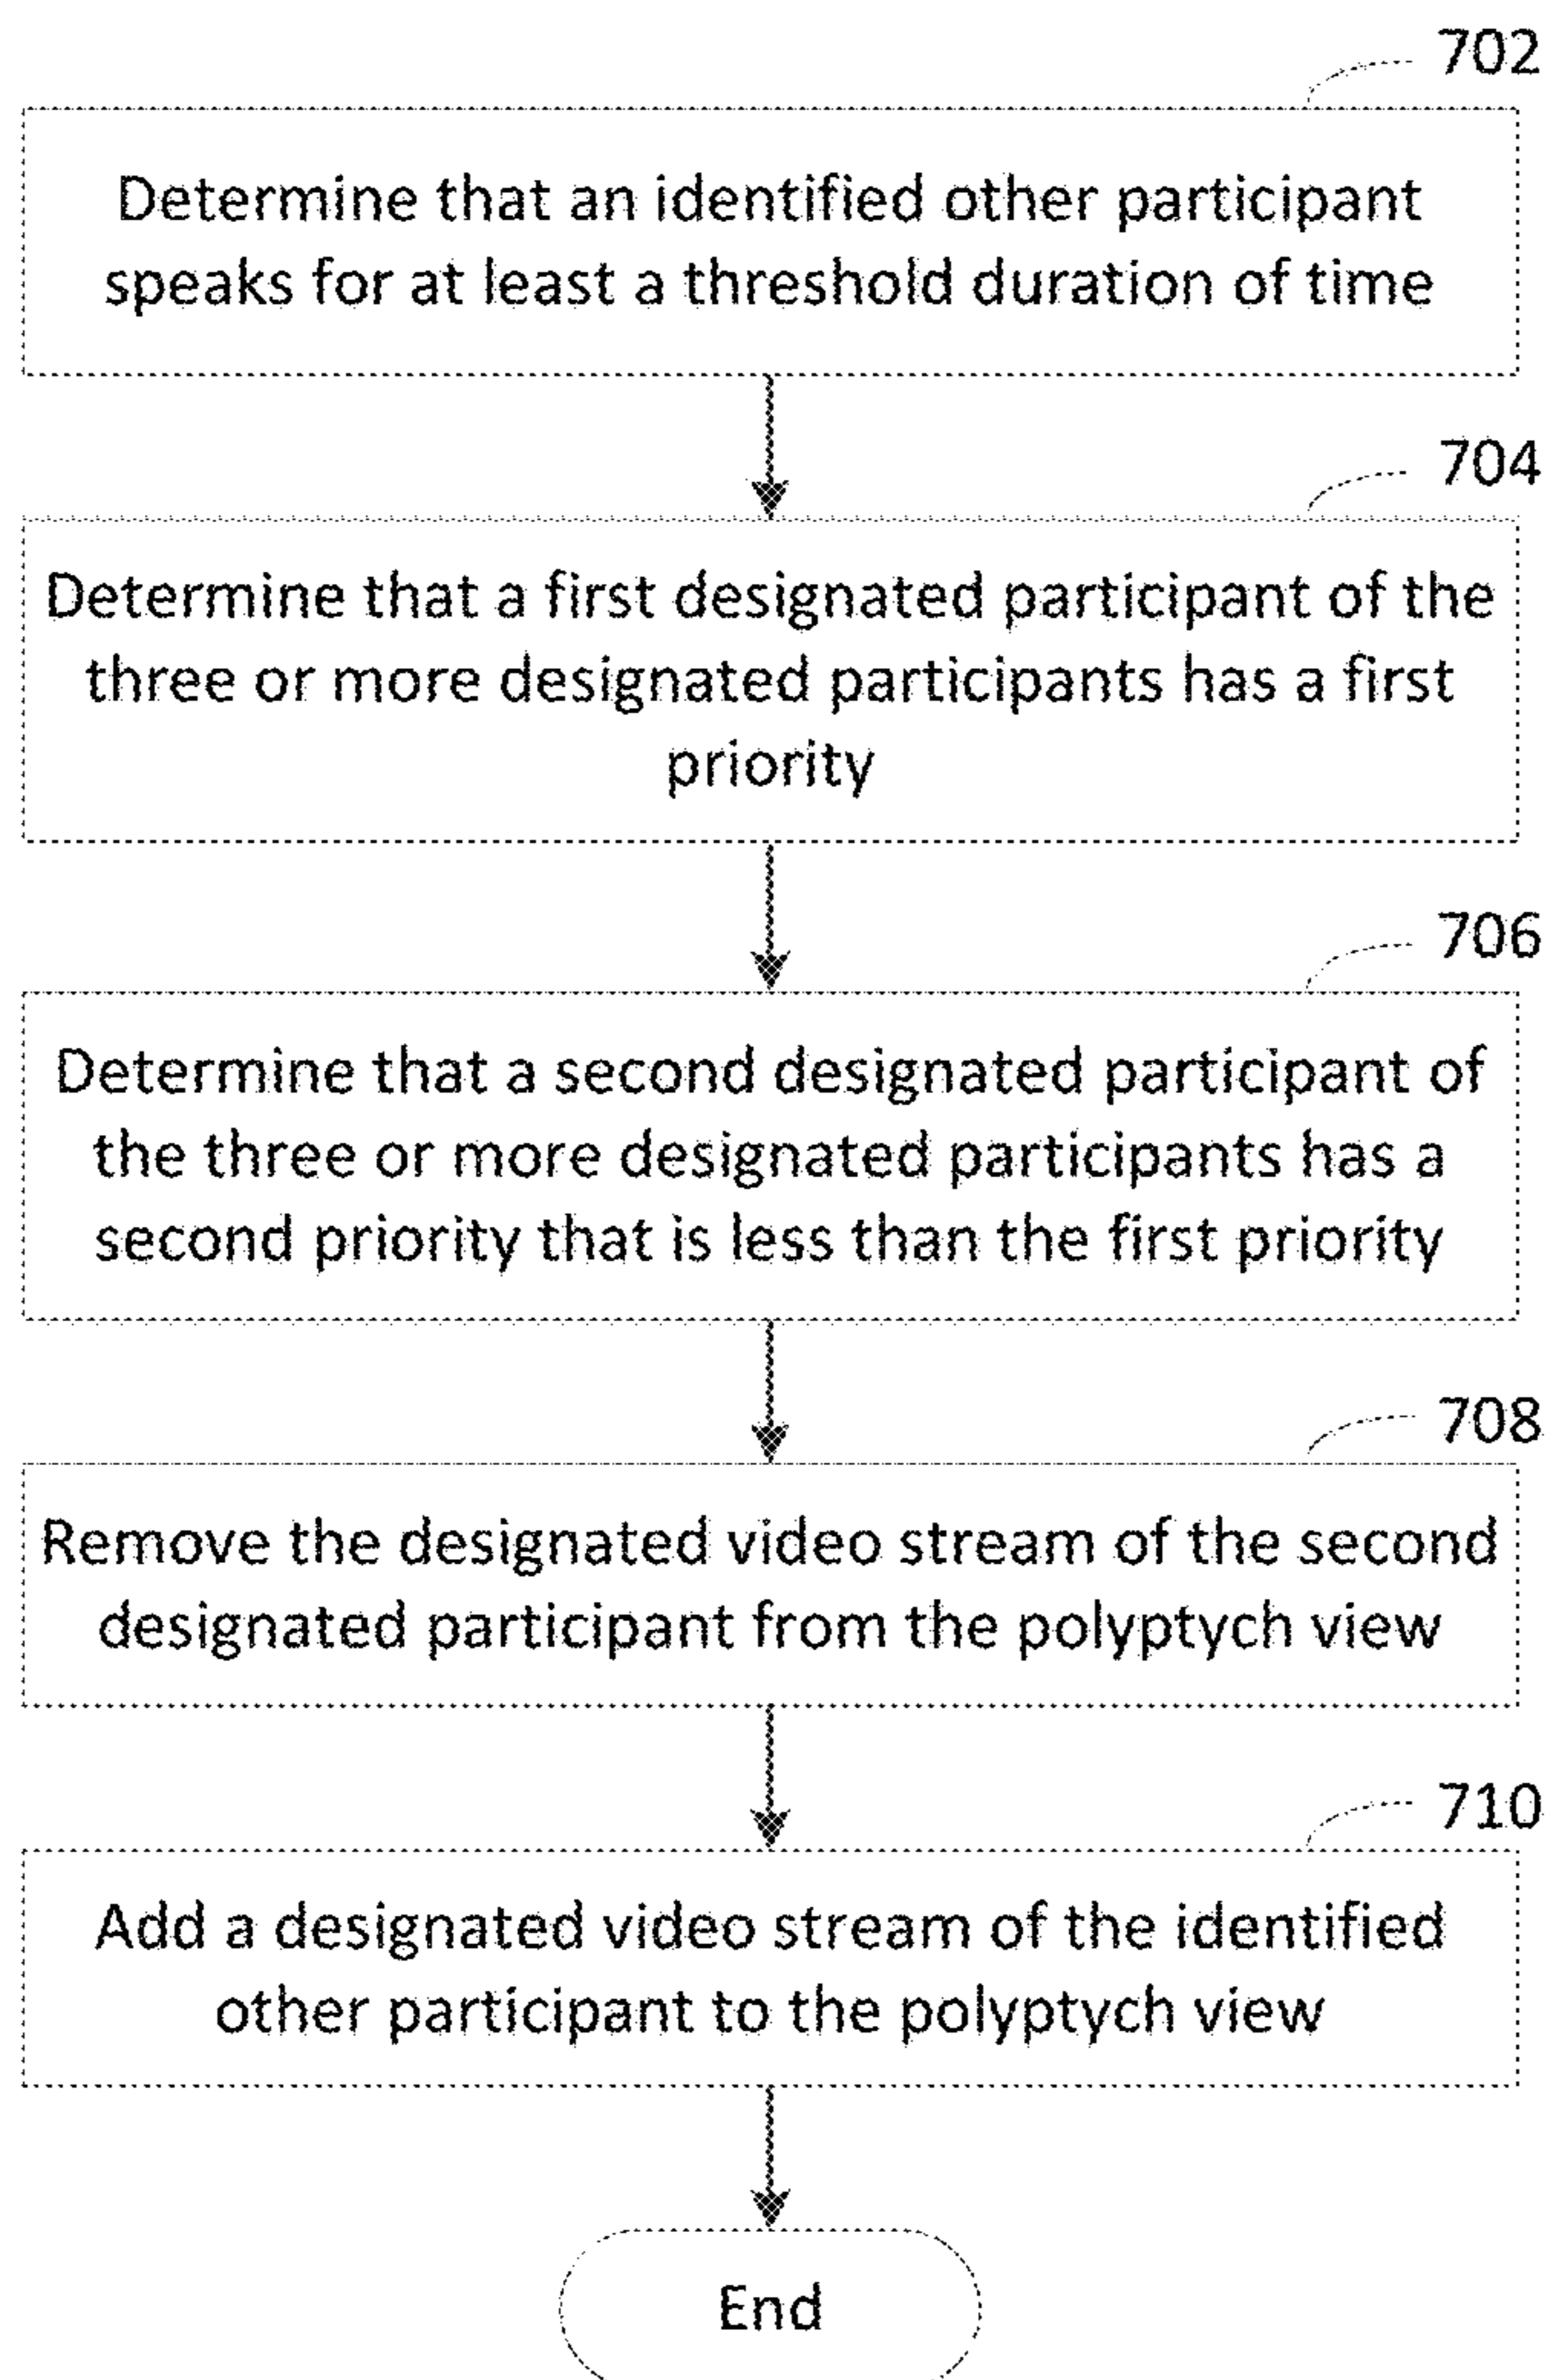 702
Determine that an identified other participant
speaks for at least a threshold duration of time
704
Determine that a first designated participant of the
three or more designated participants has a first
priority
706
Determine that a second designated participant of
the three or more designated participants has a
second priority that is less than the first priority
708
Remove the designated video stream of the second
designated participant from the polyptych view
710
Add a designated video stream of the identified
other participant to the polyptych view
End